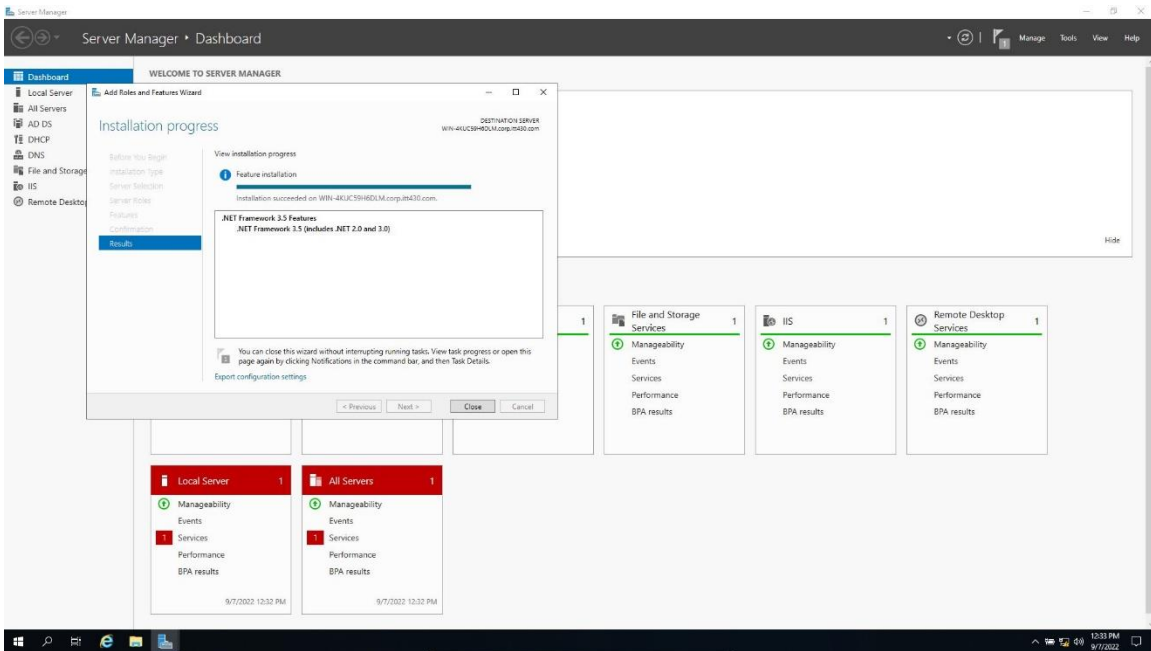 Server Manager
Server Manager • Dashboard
Manage Tools View Help
1
Dashboard
Local Server
All Servers
AD DS
DHCP
DNS
File and Storage
IIS
Remote Desktop
WELCOME TO SERVER MANAGER
Add Roles and Features Wizard
Installation progress
DESTINATION SERVER
WIN-4KUC59H6DLM.corp.itt430.com
Before You Begin
Installation Type
Server Selection
Server Roles
Features
Confirmation
Results
View installation progress
Feature installation
Installation succeeded on WIN-4KUC59H6DLM.corp.itt430.com.
.NET Framework 3.5 Features
.NET Framework 3.5 (includes .NET 2.0 and 3.0)
You can close this wizard without interrupting running tasks. View task progress or open this
page again by clicking Notifications in the command bar, and then Task Details.
Export configuration settings
< Previous Next > Close Cancel
Hide
1
File and Storage
Services
1
Manageability
Events
Services
Performance
BPA results
IIS 1
Manageability
Events
Services
Performance
BPA results
Remote Desktop
Services
1
Manageability
Events
Services
Performance
BPA results
Local Server 1
Manageability
Events
1 Services
Performance
BPA results
9/7/2022 12:32 PM
All Servers 1
Manageability
Events
1 Services
Performance
BPA results
9/7/2022 12:32 PM
12:33 PM
9/7/2022